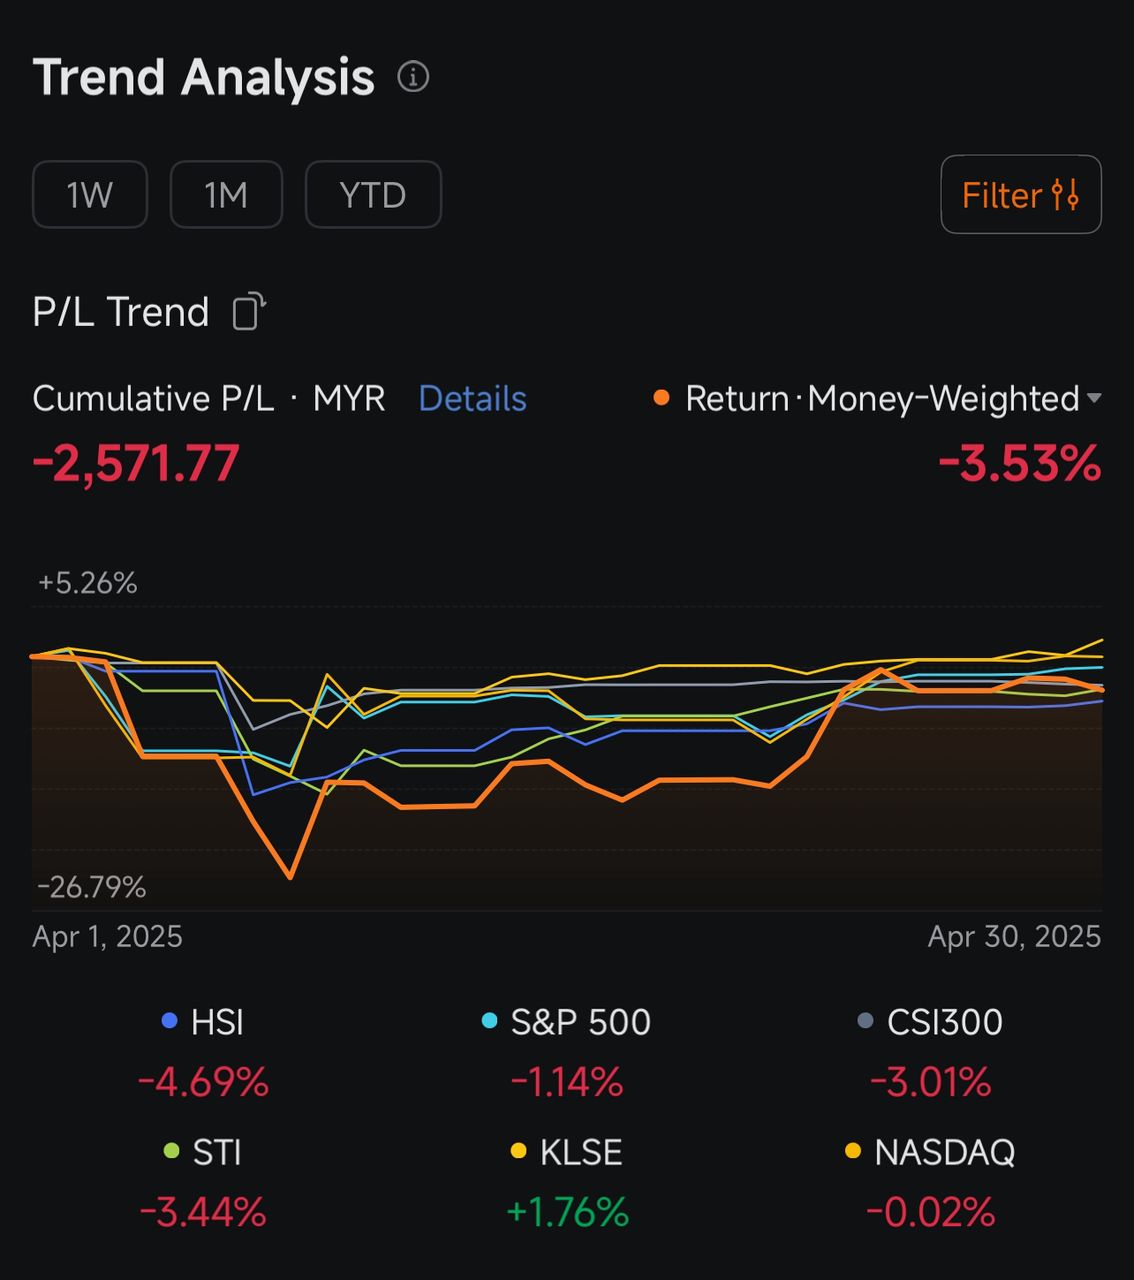 Trend Analysis
1W 1M YTD Filter
P/L Trend
Cumulative P/L · MYR Details Return·Money-Weighted
-2,571.77 -3.53%
+5.26%
-26.79%
Apr 1, 2025 Apr 30, 2025
HSI S&P 500 CSI300
-4.69% -1.14% -3.01%
STI KLSE NASDAQ
-3.44% +1.76% -0.02%